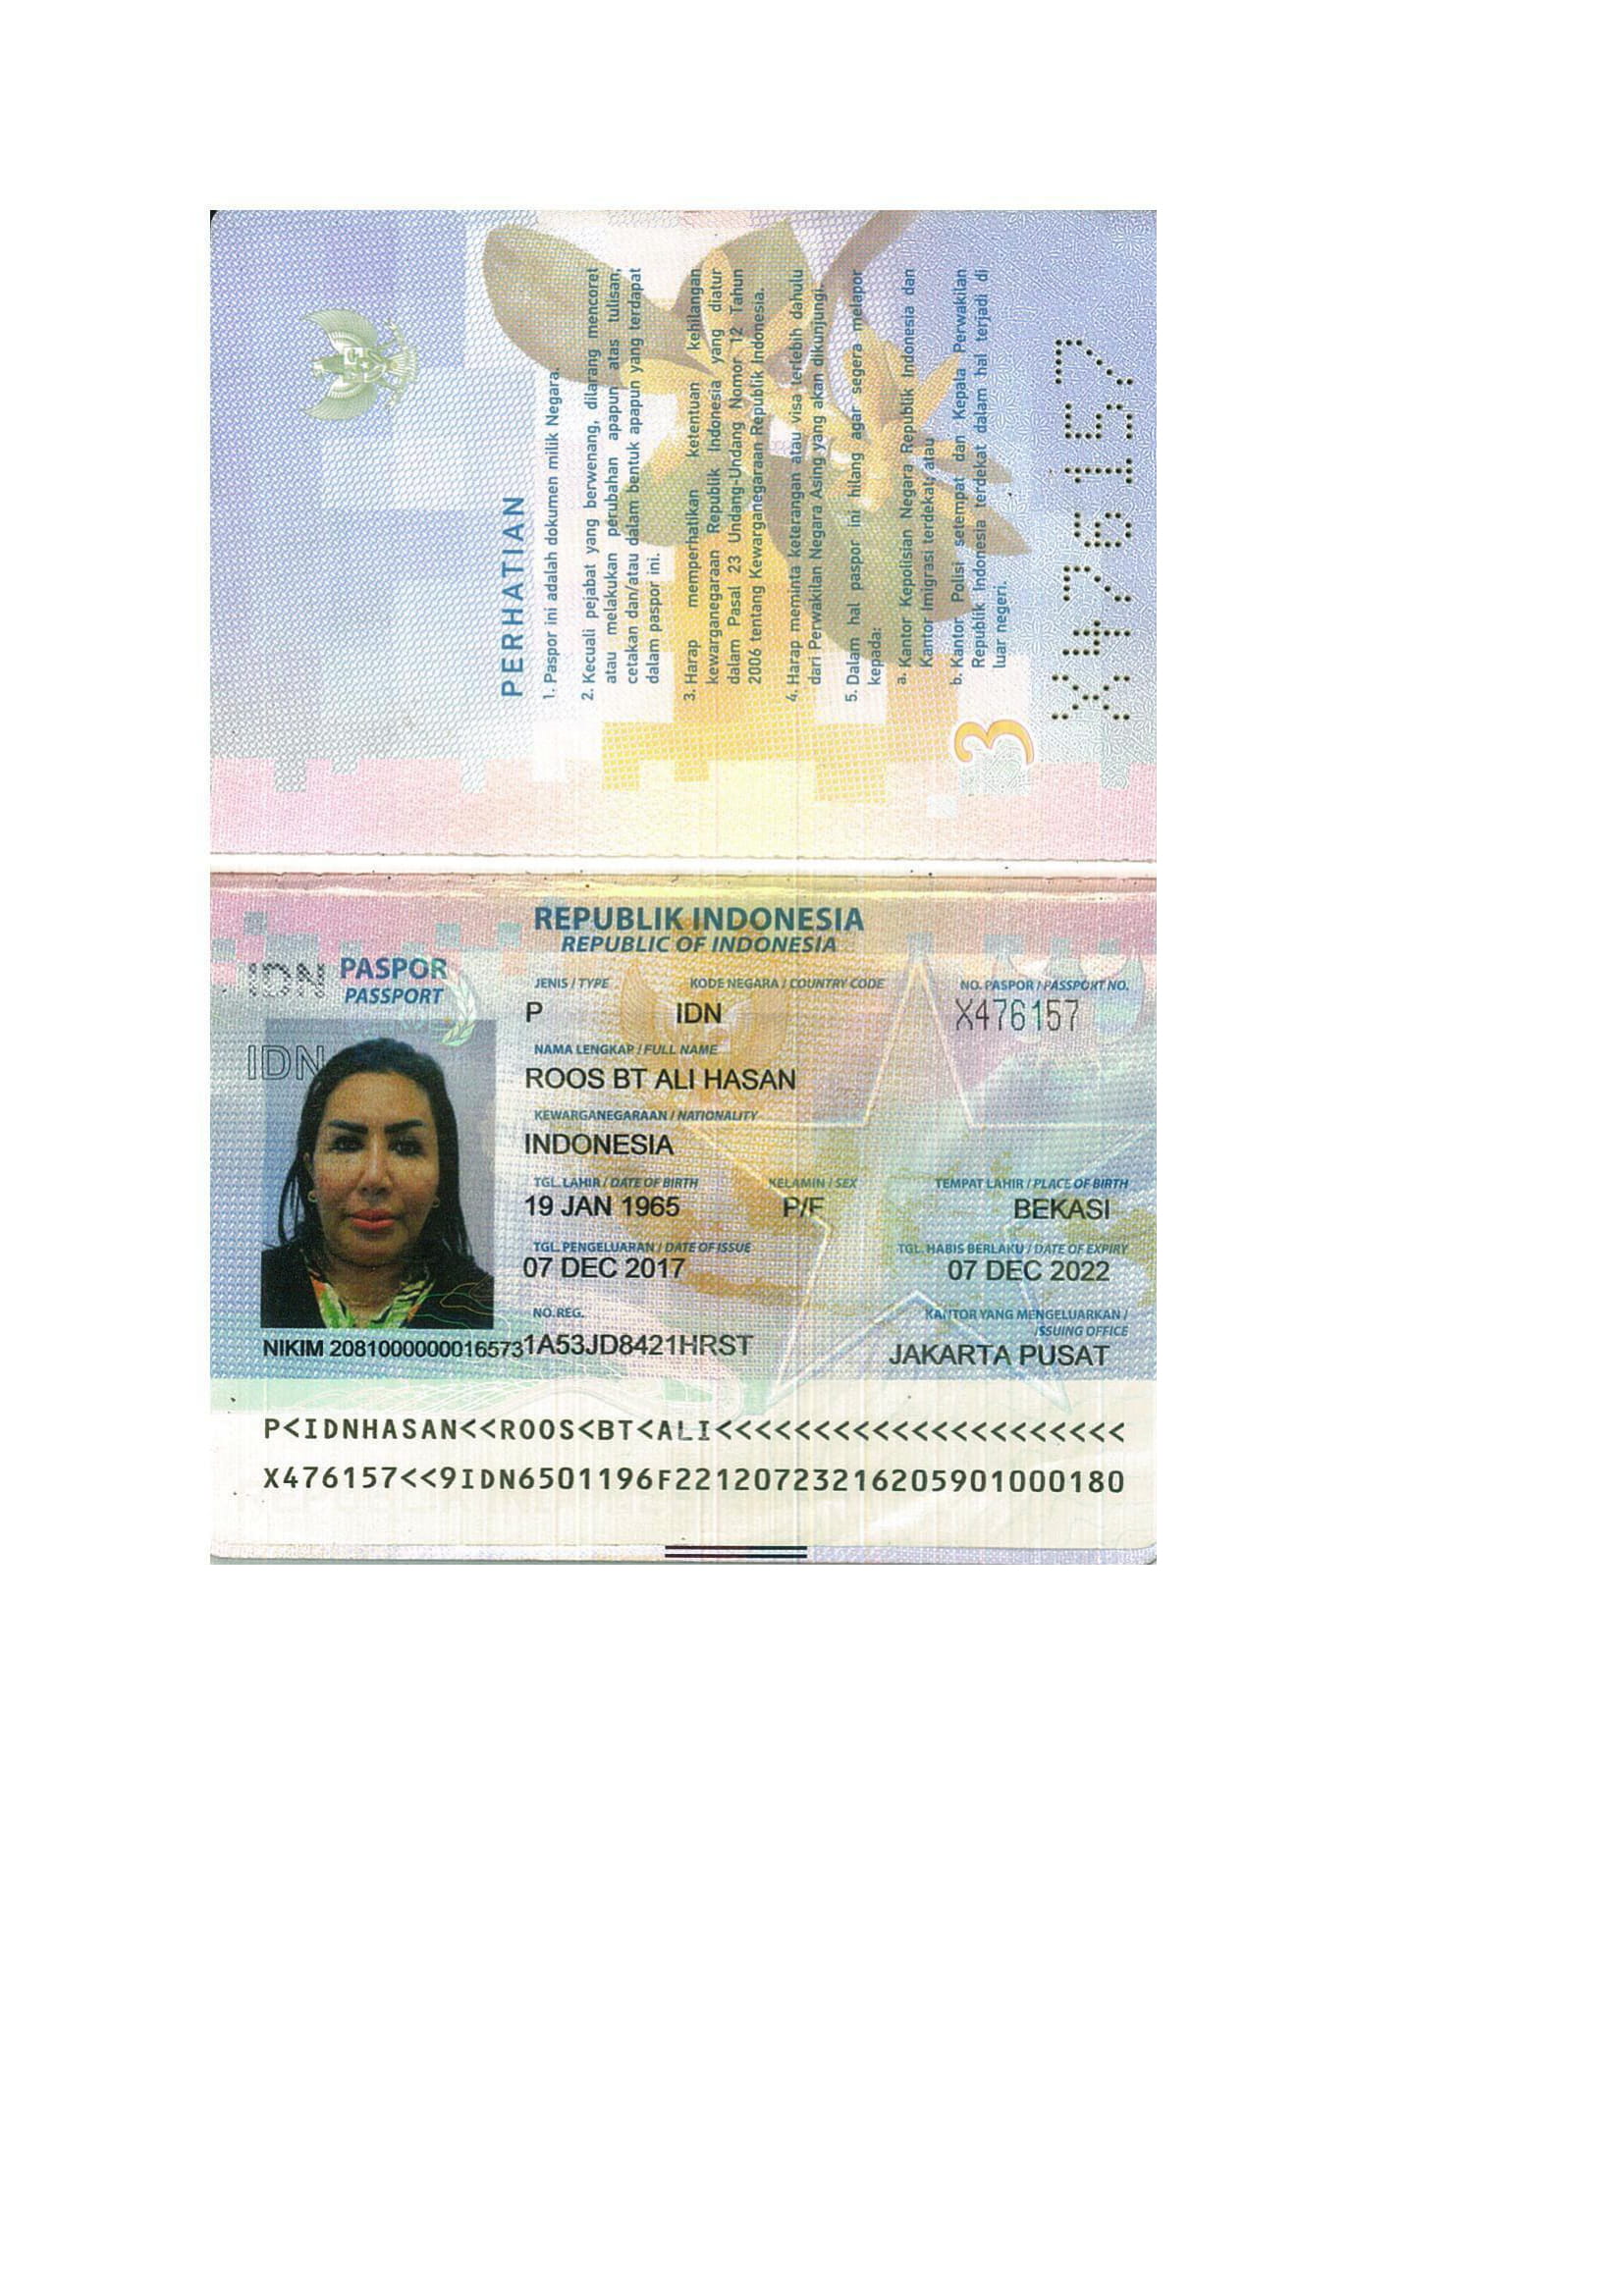 PERHATIAN
1. Paspor ini adalah dokumen milik Negara.
2. Kecuali pejabat yang berwenang, dilarang mencoret
atau melakukan perubahan apapun atas tulisan,
cetakan dan/atau dalam bentuk apapun yang terdapat
dalam paspor ini.
3. Harap memperhatikan ketentuan kehilangan
kewarganegaraan Republik Indonesia yang diatur
dalam Pasal 23 Undang-Undang Nomor 12 Tahun
2006 tentang Kewarganegaraan Republik Indonesia.
4. Harap meminta keterangan atau visa terlebih dahulu
dari Perwakilan Negara Asing yang akan dikunjungi.
5. Dalam hal paspor ini hilang agar segera melapor
kepada:
a. Kantor Kepolisian Negara Republik Indonesia dan
Kantor Imigrasi terdekat; atau
b. Kantor Polisi setempat dan Kepala Perwakilan
Republik Indonesia terdekat dalam hal terjadi di
luar negeri.
3
X476157
REPUBLIK INDONESIA
REPUBLIC OF INDONESIA
IDN PASPOR
PASSPORT
JENIS / TYPE KODE NEGARA / COUNTRY CODE NO. PASPOR / PASSPORT NO.
P IDN X476157
IDN
NAMA LENGKAP / FULL NAME
ROOS BT ALI HASAN
KEWARGANEGARAAN / NATIONALITY
INDONESIA
TGL. LAHIR / DATE OF BIRTH KELAMIN / SEX TEMPAT LAHIR / PLACE OF BIRTH
19 JAN 1965 P/F BEKASI
TGL. PENGELUARAN / DATE OF ISSUE TGL. HABIS BERLAKU / DATE OF EXPIRY
07 DEC 2017 07 DEC 2022
NO. REG. KANTOR YANG MENGELUARKAN /
ISSUING OFFICE
NIKIM 2081000000016573 1A53JD8421HRST JAKARTA PUSAT
P<IDNHASAN<<ROOS<BT<ALI<<<<<<<<<<<<<<<<<<<<<
X476157<<9IDN6501196F22120723216205901000180